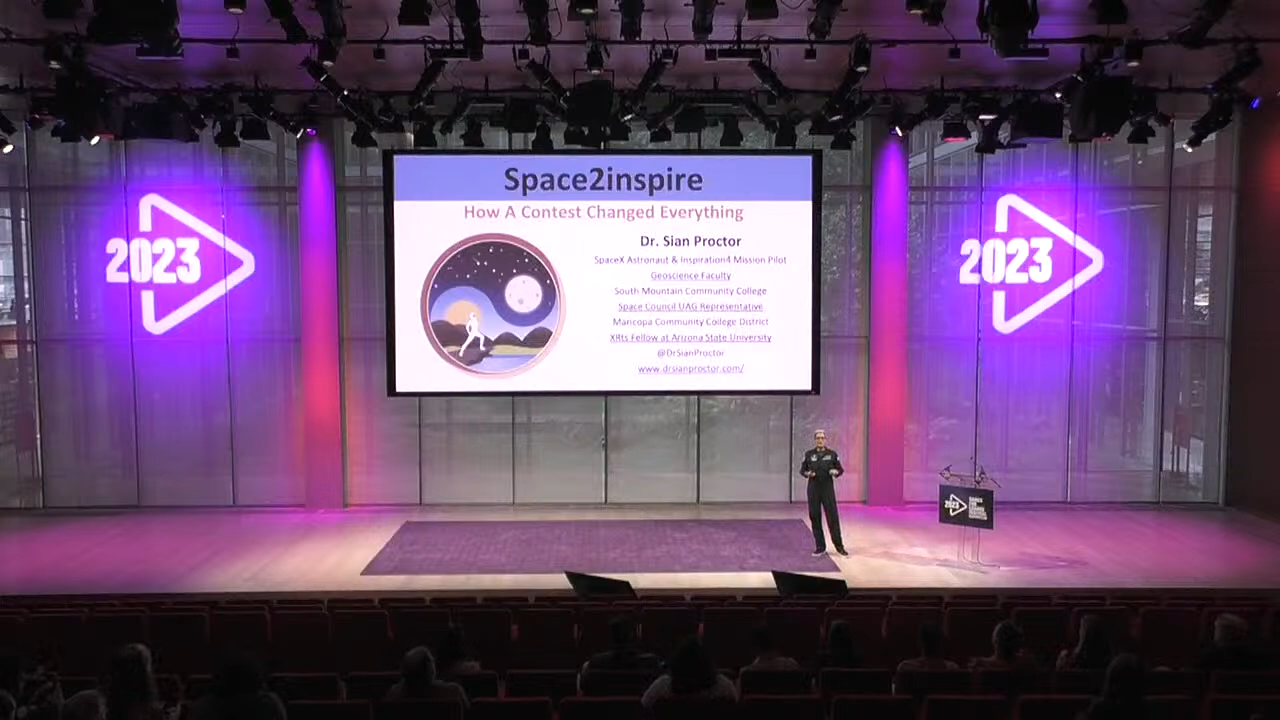 Space2inspire
How A Contest Changed Everything
Dr. Sian Proctor
SpaceX Astronaut & Inspiration4 Mission Pilot
Geoscience Faculty
South Mountain Community College
Space Council UAG Representative
Maricopa Community College District
XRts Fellow at Arizona State University
@DrSianProctor
www.drsianproctor.com/
2023
2023
2023